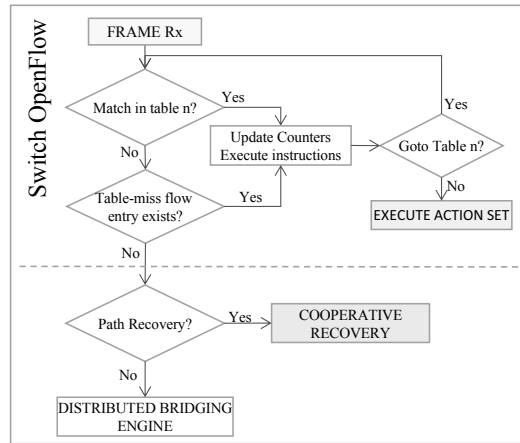 Switch OpenFlow
FRAME Rx
Match in table n?
Yes
Update Counters
Execute instructions
Yes
Goto Table n?
No
Table-miss flow
entry exists?
Yes
No
EXECUTE ACTION SET
No
Path Recovery?
Yes
COOPERATIVE
RECOVERY
No
DISTRIBUTED BRIDGING
ENGINE